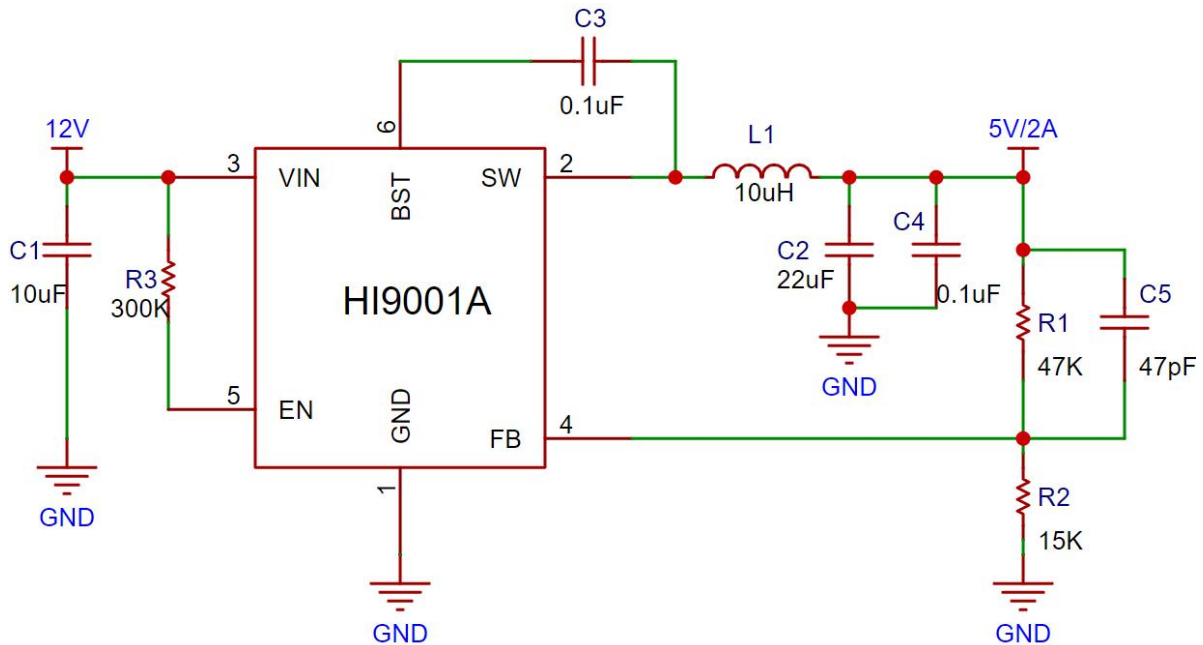 C3
0.1uF
12V
6
5V/2A
L1
3
VIN
BST
SW
2
10uH
C1
10uF
R3
300K
HI9001A
C2
22uF
C4
0.1uF
C5
47pF
R1
47K
GND
5
EN
GND
FB
4
1
GND
R2
15K
GND
GND